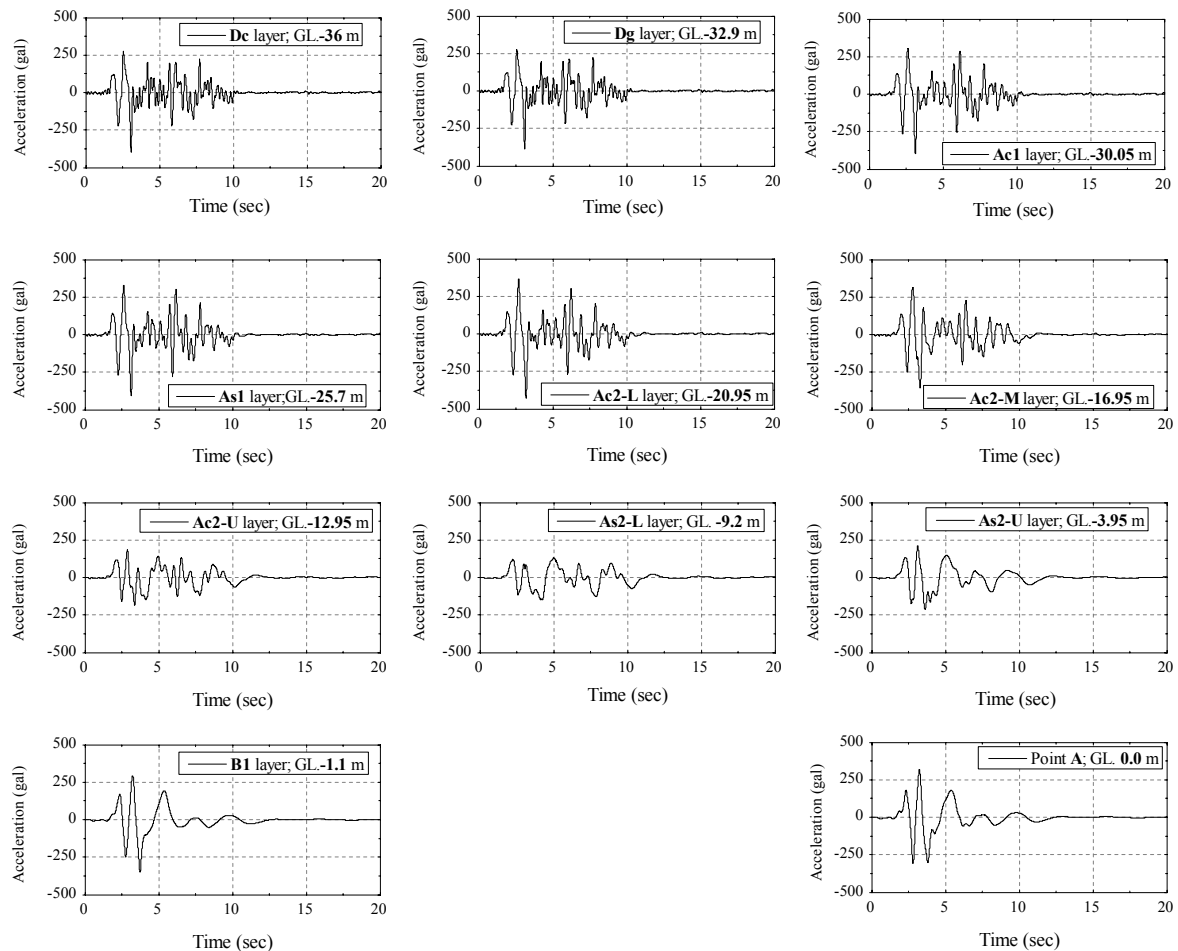 Acceleration (gal)
500
250
0
-250
-500
Dc layer; GL.-36 m
0 5 10 15 20
Time (sec)
Acceleration (gal)
500
250
0
-250
-500
Dg layer; GL.-32.9 m
0 5 10 15 20
Time (sec)
Acceleration (gal)
500
250
0
-250
-500
Ac1 layer; GL.-30.05 m
0 5 10 15 20
Time (sec)
Acceleration (gal)
500
250
0
-250
-500
As1 layer;GL.-25.7 m
0 5 10 15 20
Time (sec)
Acceleration (gal)
500
250
0
-250
-500
Ac2-L layer; GL.-20.95 m
0 5 10 15 20
Time (sec)
Acceleration (gal)
500
250
0
-250
-500
Ac2-M layer; GL.-16.95 m
0 5 10 15 20
Time (sec)
Acceleration (gal)
500
250
0
-250
-500
Ac2-U layer; GL.-12.95 m
0 5 10 15 20
Time (sec)
Acceleration (gal)
500
250
0
-250
-500
As2-L layer; GL. -9.2 m
0 5 10 15 20
Time (sec)
Acceleration (gal)
500
250
0
-250
-500
As2-U layer; GL.-3.95 m
0 5 10 15 20
Time (sec)
Acceleration (gal)
500
250
0
-250
-500
B1 layer; GL.-1.1 m
0 5 10 15 20
Time (sec)
Acceleration (gal)
500
250
0
-250
-500
Point A; GL. 0.0 m
0 5 10 15 20
Time (sec)